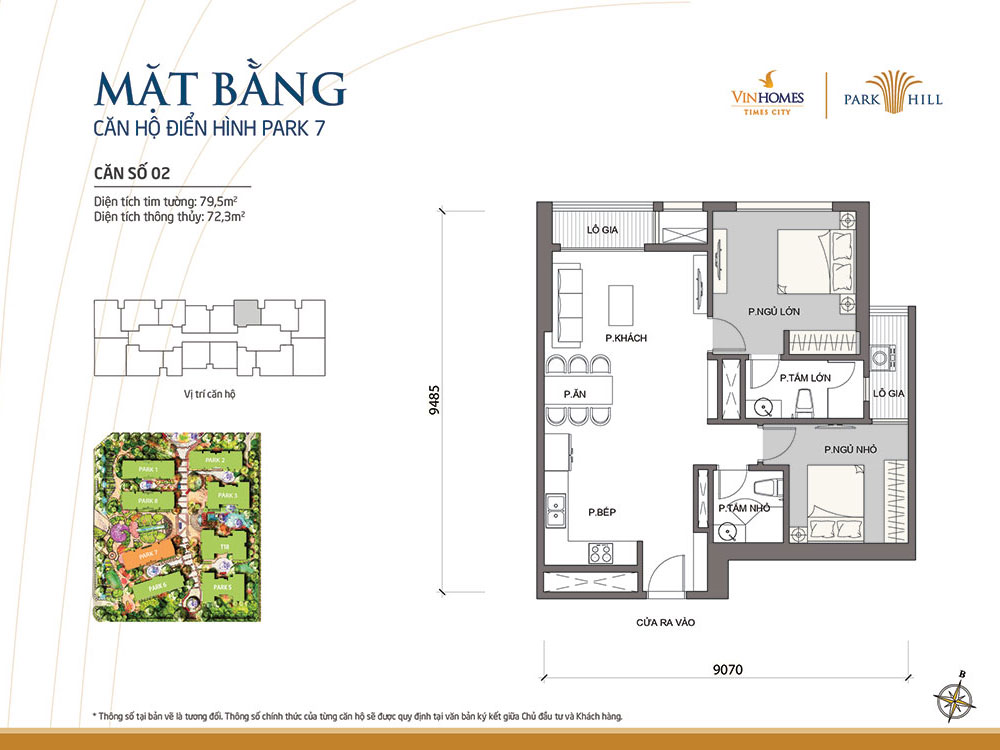 MẶT BẰNG
CĂN HỘ ĐIỂN HÌNH PARK 7
VINHOMES
TIMES CITY
PARK HILL
CĂN SỐ 02
Diện tích tim tường: 79,5m²
Diện tích thông thủy: 72,3m²
Vị trí căn hộ
PARK 1
PARK 2
PARK 8
PARK 3
PARK 7
T18
PARK 6
PARK 5
LÔ GIA
P.NGỦ LỚN
P.KHÁCH
P.TẮM LỚN
P.ĂN
LÔ GIA
P.NGỦ NHỎ
P.BẾP
P.TẮM NHỎ
9485
CỬA RA VÀO
9070
B
* Thông số tại bản vẽ là tương đối. Thông số chính thức của từng căn hộ sẽ được quy định tại văn bản ký kết giữa Chủ đầu tư và Khách hàng.